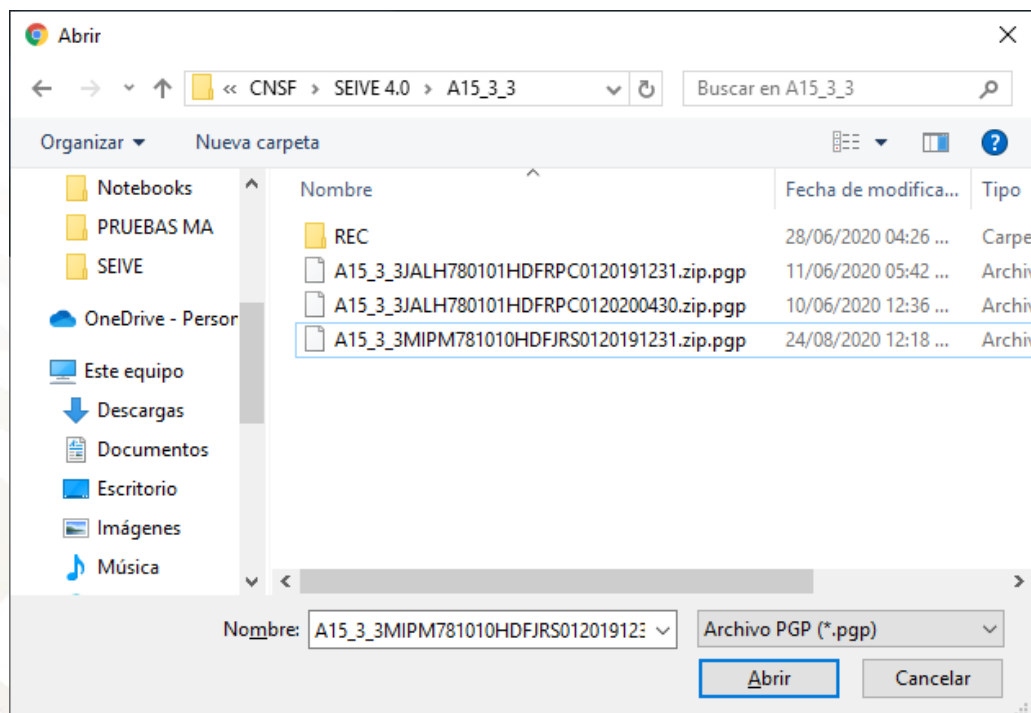 Abrir
« CNSF > SEIVE 4.0 > A15_3_3
Buscar en A15_3_3
Organizar
Nueva carpeta
Notebooks
PRUEBAS MA
SEIVE
OneDrive - Person
Este equipo
Descargas
Documentos
Escritorio
Imágenes
Música
Nombre Fecha de modifica... Tipo
REC 28/06/2020 04:26 ... Carpe
A15_3_3JALH780101HDFRPC0120191231.zip.pgp 11/06/2020 05:42 ... Archiv
A15_3_3JALH780101HDFRPC0120200430.zip.pgp 10/06/2020 12:36 ... Archiv
A15_3_3MIPM781010HDFJRS0120191231.zip.pgp 24/08/2020 12:18 ... Archiv
Nombre: A15_3_3MIPM781010HDFJRS012019123
Archivo PGP (*.pgp)
Abrir
Cancelar